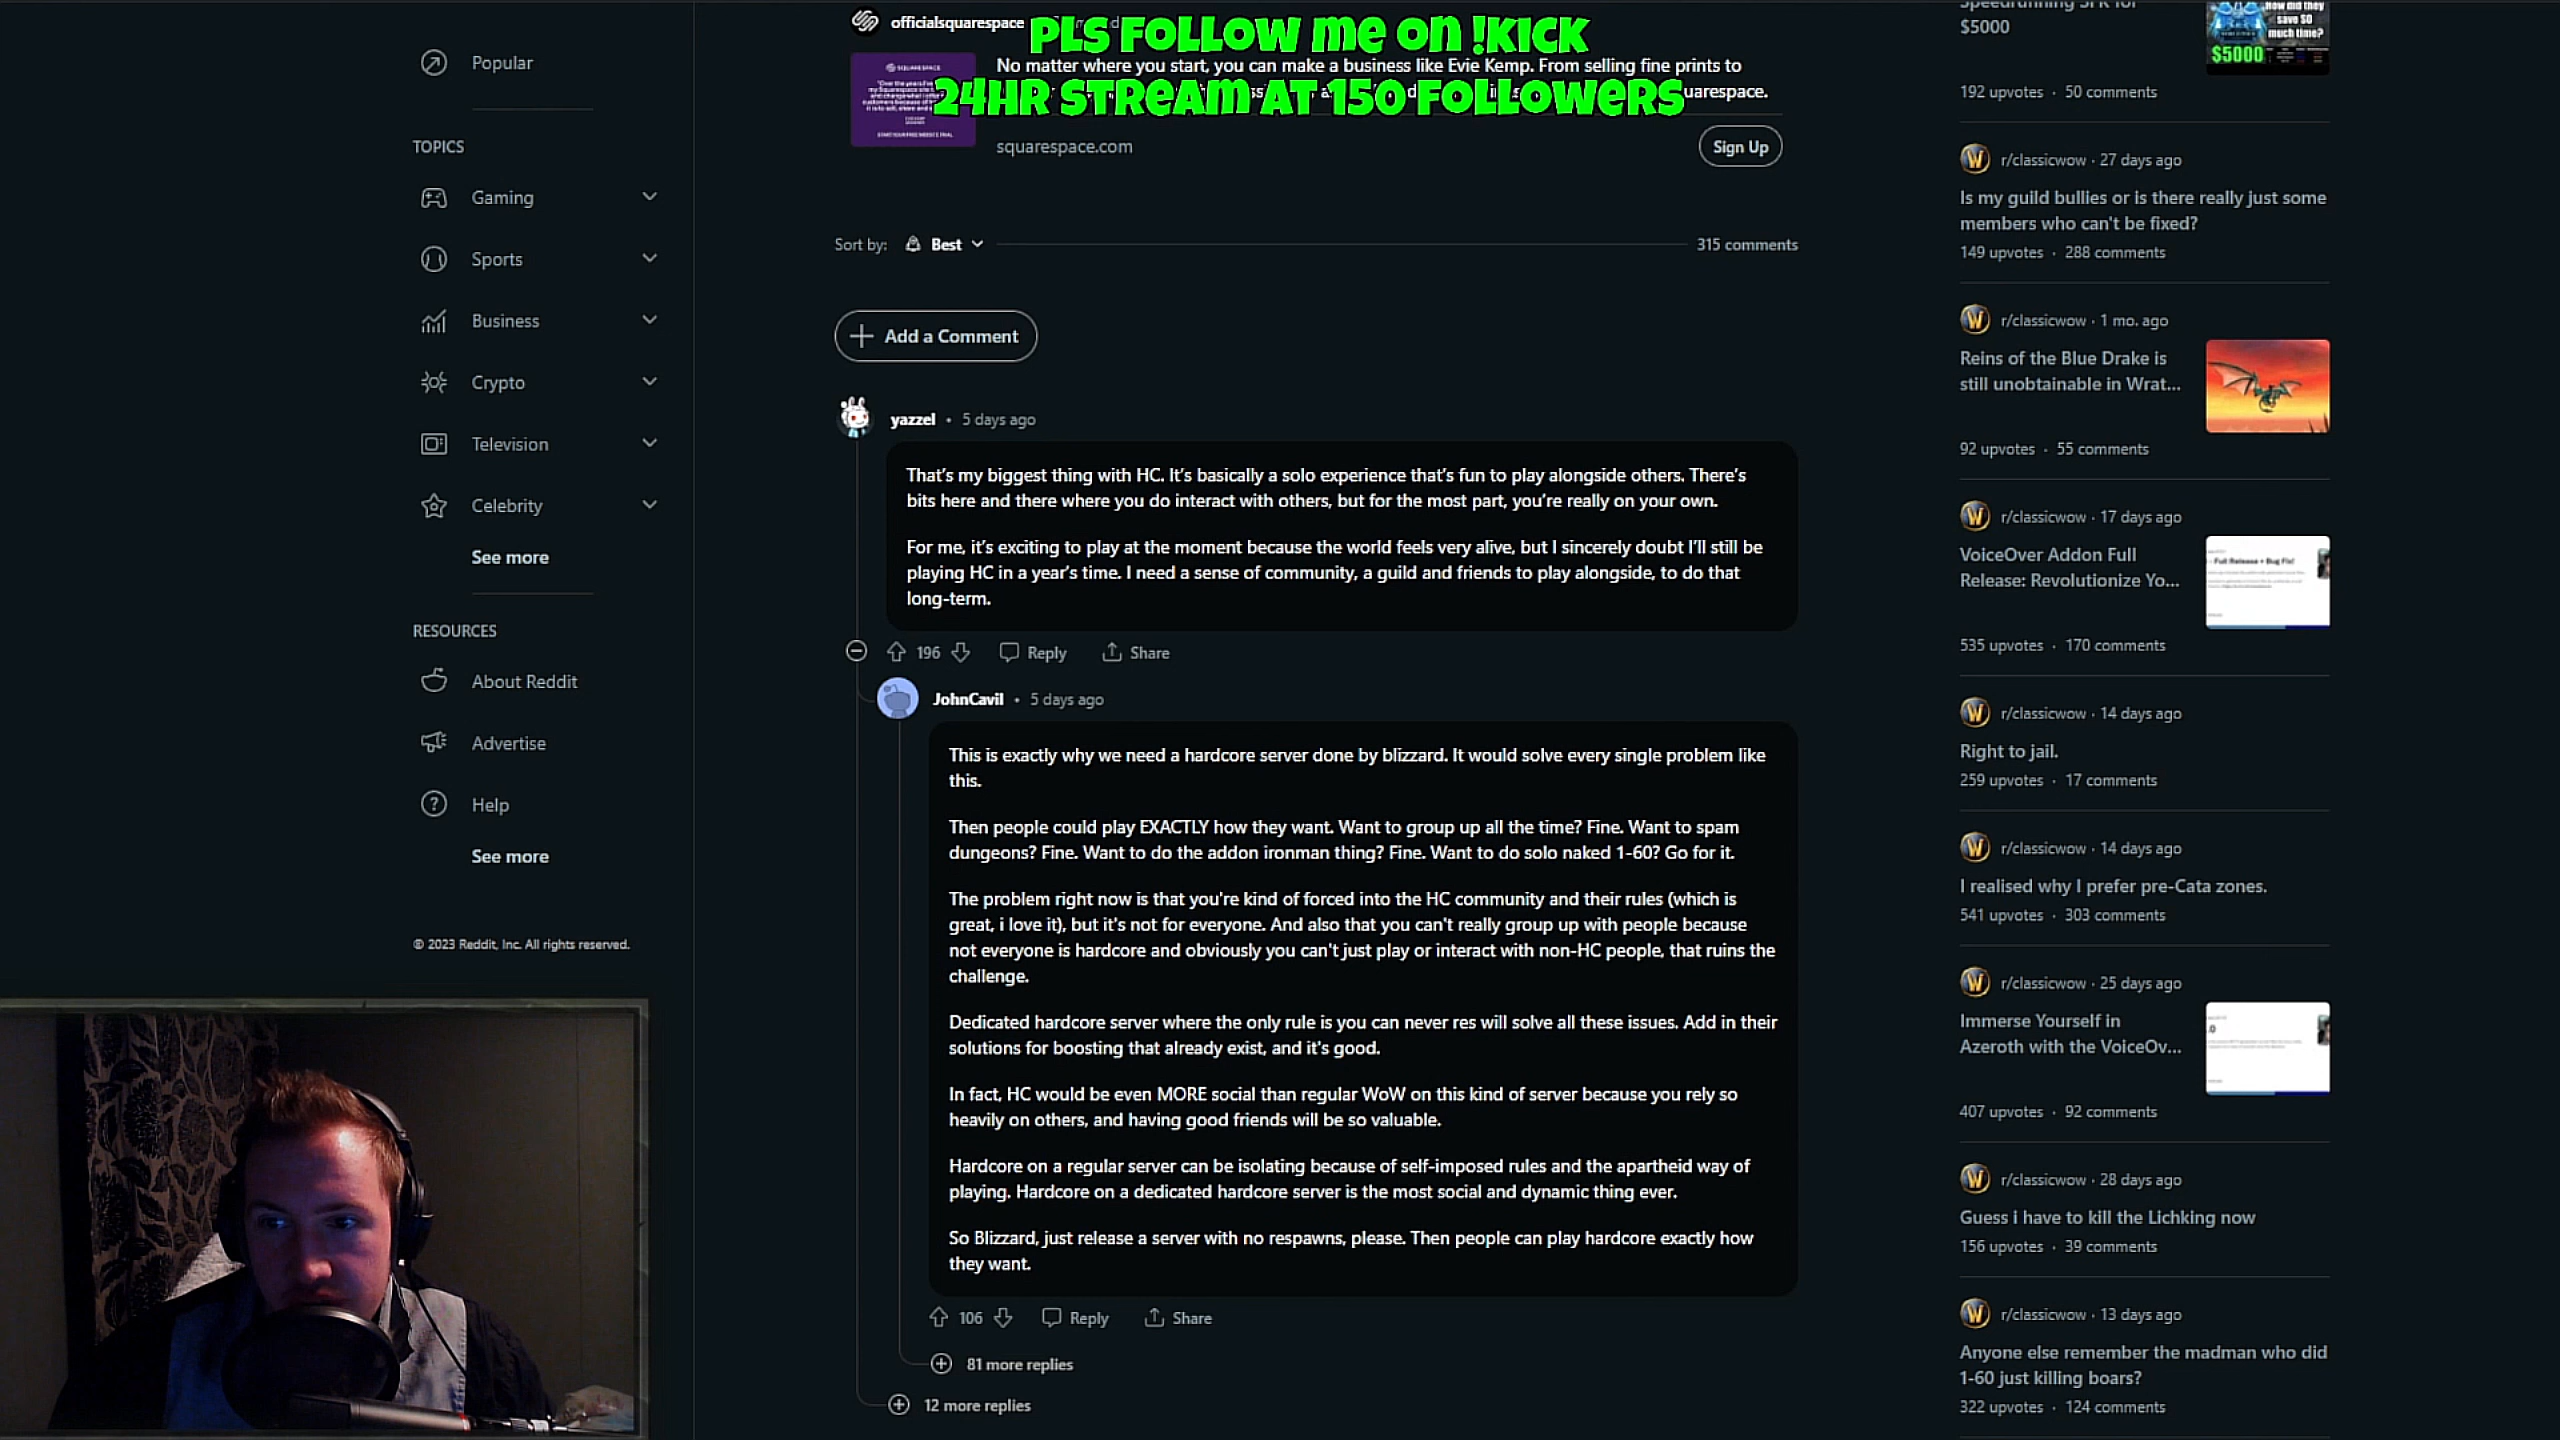 Popular
TOPICS
Gaming
Sports
Business
Crypto
Television
Celebrity
See more
RESOURCES
About Reddit
Advertise
Help
See more
© 2023 Reddit, Inc. All rights reserved.
officialsquarespace
PLS FOLLOW ME ON !KICK
24HR STREAM AT 150 FOLLOWERS
No matter where you start, you can make a business like Evie Kemp. From selling fine prints to
uarespace.
SQUARESPACE
squarespace.com
Sign Up
Sort by: Best
315 comments
Add a Comment
yazzel • 5 days ago
That’s my biggest thing with HC. It’s basically a solo experience that’s fun to play alongside others. There’s
bits here and there where you do interact with others, but for the most part, you’re really on your own.
For me, it’s exciting to play at the moment because the world feels very alive, but I sincerely doubt I’ll still be
playing HC in a year’s time. I need a sense of community, a guild and friends to play alongside, to do that
long-term.
196 Reply Share
JohnCavil • 5 days ago
This is exactly why we need a hardcore server done by blizzard. It would solve every single problem like
this.
Then people could play EXACTLY how they want. Want to group up all the time? Fine. Want to spam
dungeons? Fine. Want to do the addon ironman thing? Fine. Want to do solo naked 1-60? Go for it.
The problem right now is that you're kind of forced into the HC community and their rules (which is
great, i love it), but it's not for everyone. And also that you can't really group up with people because
not everyone is hardcore and obviously you can't just play or interact with non-HC people, that ruins the
challenge.
Dedicated hardcore server where the only rule is you can never res will solve all these issues. Add in their
solutions for boosting that already exist, and it's good.
In fact, HC would be even MORE social than regular WoW on this kind of server because you rely so
heavily on others, and having good friends will be so valuable.
Hardcore on a regular server can be isolating because of self-imposed rules and the apartheid way of
playing. Hardcore on a dedicated hardcore server is the most social and dynamic thing ever.
So Blizzard, just release a server with no respawns, please. Then people can play hardcore exactly how
they want.
106 Reply Share
81 more replies
12 more replies
$5000
How did they
save SO
much time?
$5000
192 upvotes · 50 comments
r/classicwow · 27 days ago
Is my guild bullies or is there really just some
members who can't be fixed?
149 upvotes · 288 comments
r/classicwow · 1 mo. ago
Reins of the Blue Drake is
still unobtainable in Wrat...
92 upvotes · 55 comments
r/classicwow · 17 days ago
VoiceOver Addon Full
Release: Revolutionize Yo...
Full Release + Bug Fix!
535 upvotes · 170 comments
r/classicwow · 14 days ago
Right to jail.
259 upvotes · 17 comments
r/classicwow · 14 days ago
I realised why I prefer pre-Cata zones.
541 upvotes · 303 comments
r/classicwow · 25 days ago
Immerse Yourself in
Azeroth with the VoiceOv...
407 upvotes · 92 comments
r/classicwow · 28 days ago
Guess i have to kill the Lichking now
156 upvotes · 39 comments
r/classicwow · 13 days ago
Anyone else remember the madman who did
1-60 just killing boars?
322 upvotes · 124 comments